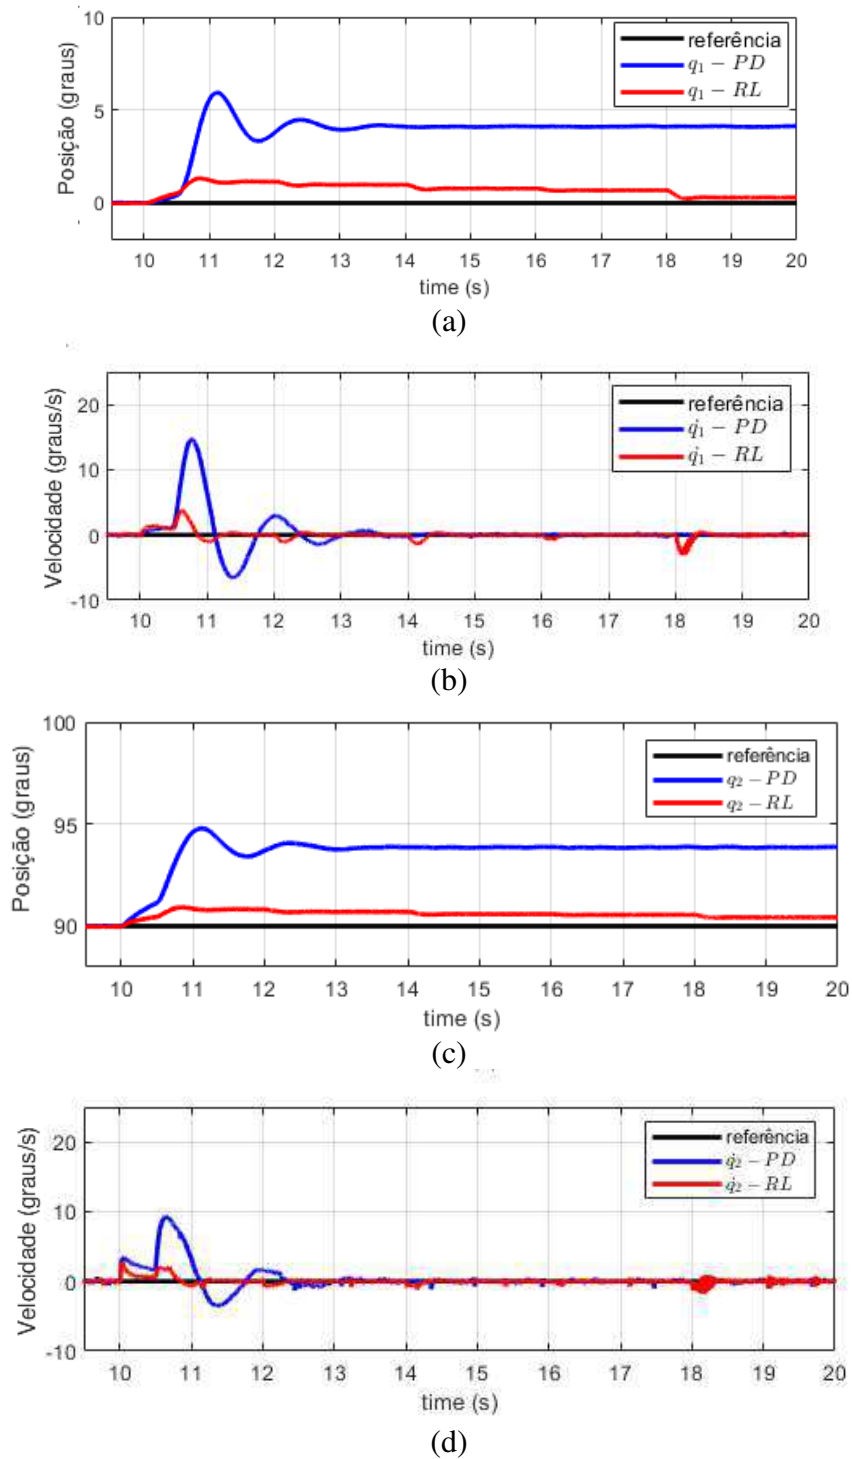 10
5
0
Posição (graus)
referência
q₁ − PD
q₁ − RL
10 11 12 13 14 15 16 17 18 19 20
time (s)
(a)
20
10
0
-10
Velocidade (graus/s)
referência
q̇₁ − PD
q̇₁ − RL
10 11 12 13 14 15 16 17 18 19 20
time (s)
(b)
100
95
90
Posição (graus)
referência
q₂ − PD
q₂ − RL
10 11 12 13 14 15 16 17 18 19 20
time (s)
(c)
20
10
0
-10
Velocidade (graus/s)
referência
q̇₂ − PD
q̇₂ − RL
10 11 12 13 14 15 16 17 18 19 20
time (s)
(d)